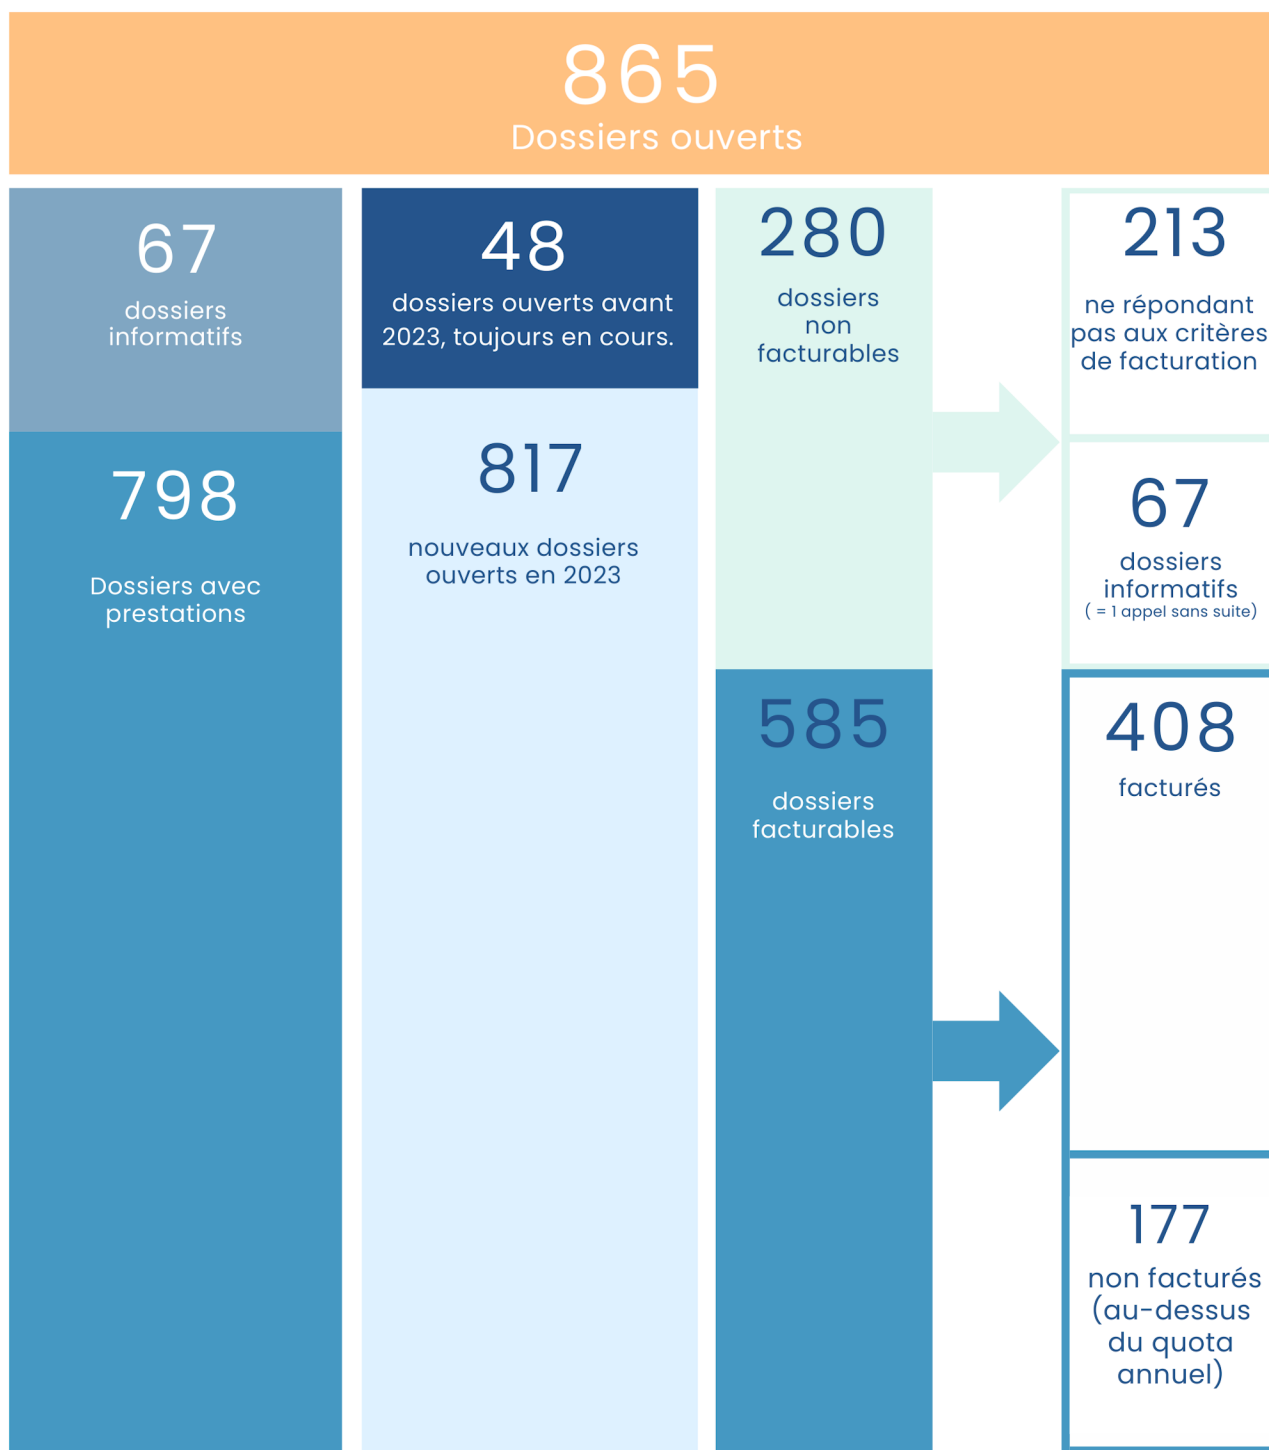 865
Dossiers ouverts
67
dossiers
informatifs
798
Dossiers avec
prestations
48
dossiers ouverts avant
2023, toujours en cours.
817
nouveaux dossiers
ouverts en 2023
280
dossiers
non
facturables
585
dossiers
facturables
213
ne répondant
pas aux critères
de facturation
67
dossiers
informatifs
( = 1 appel sans suite)
408
facturés
177
non facturés
(au-dessus
du quota
annuel)